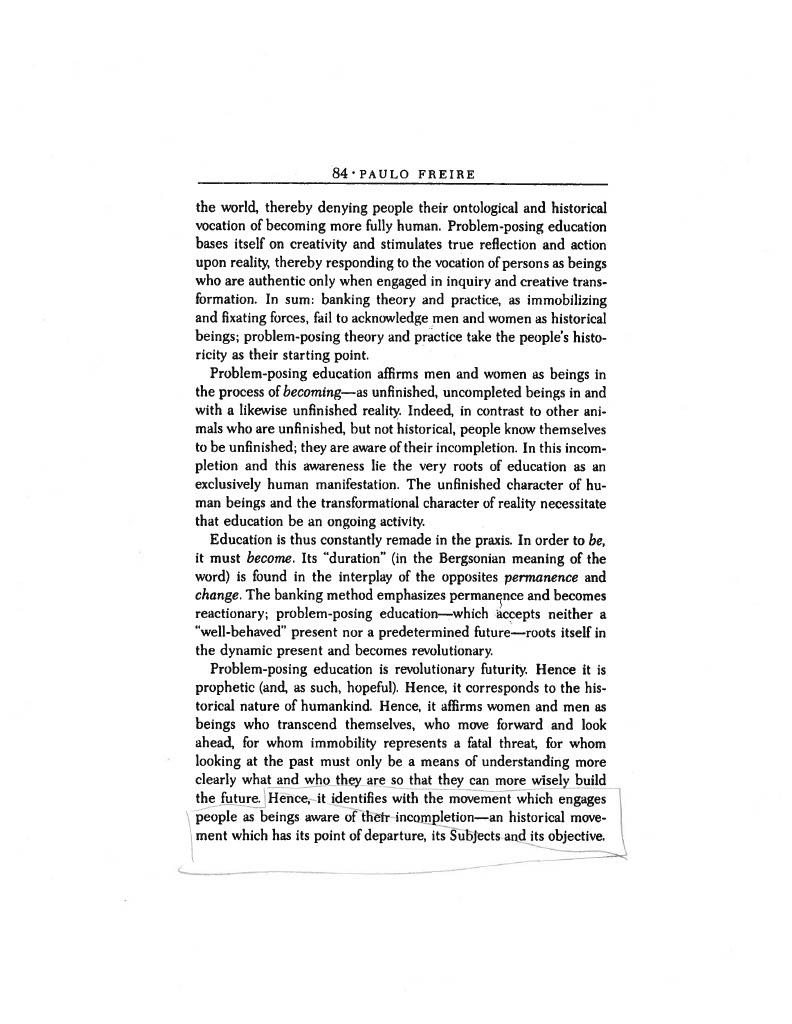 84 · PAULO FREIRE
the world, thereby denying people their ontological and historical
vocation of becoming more fully human. Problem-posing education
bases itself on creativity and stimulates true reflection and action
upon reality, thereby responding to the vocation of persons as beings
who are authentic only when engaged in inquiry and creative trans-
formation. In sum: banking theory and practice, as immobilizing
and fixating forces, fail to acknowledge men and women as historical
beings; problem-posing theory and practice take the people's histo-
ricity as their starting point.
Problem-posing education affirms men and women as beings in
the process of becoming—as unfinished, uncompleted beings in and
with a likewise unfinished reality. Indeed, in contrast to other ani-
mals who are unfinished, but not historical, people know themselves
to be unfinished; they are aware of their incompletion. In this incom-
pletion and this awareness lie the very roots of education as an
exclusively human manifestation. The unfinished character of hu-
man beings and the transformational character of reality necessitate
that education be an ongoing activity.
Education is thus constantly remade in the praxis. In order to be,
it must become. Its "duration" (in the Bergsonian meaning of the
word) is found in the interplay of the opposites permanence and
change. The banking method emphasizes permanence and becomes
reactionary; problem-posing education—which accepts neither a
"well-behaved" present nor a predetermined future—roots itself in
the dynamic present and becomes revolutionary.
Problem-posing education is revolutionary futurity. Hence it is
prophetic (and, as such, hopeful). Hence, it corresponds to the his-
torical nature of humankind. Hence, it affirms women and men as
beings who transcend themselves, who move forward and look
ahead, for whom immobility represents a fatal threat, for whom
looking at the past must only be a means of understanding more
clearly what and who they are so that they can more wisely build
the future. Hence, it identifies with the movement which engages
people as beings aware of their incompletion—an historical move-
ment which has its point of departure, its Subjects and its objective.